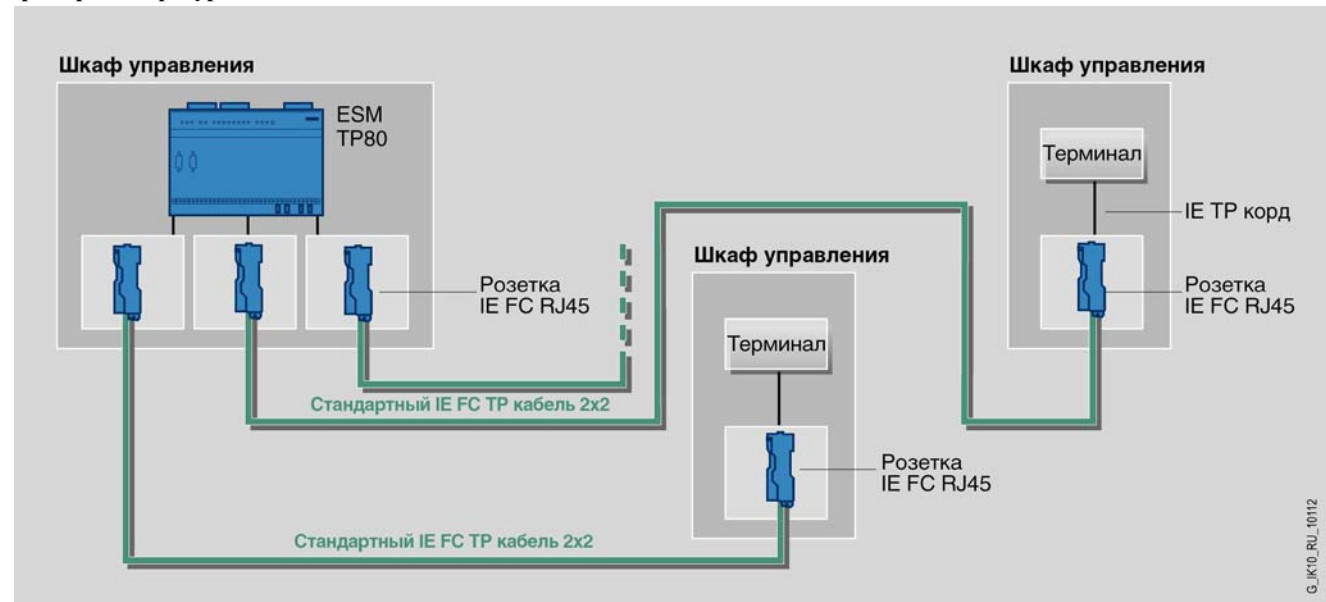 Шкаф управления
ESM
TP80
Розетка
IE FC RJ45
Стандартный IE FC TP кабель 2x2
Стандартный IE FC TP кабель 2x2
Шкаф управления
Терминал
Розетка
IE FC RJ45
Шкаф управления
Терминал
IE TP корд
Розетка
IE FC RJ45
G_IK10_RU_10112